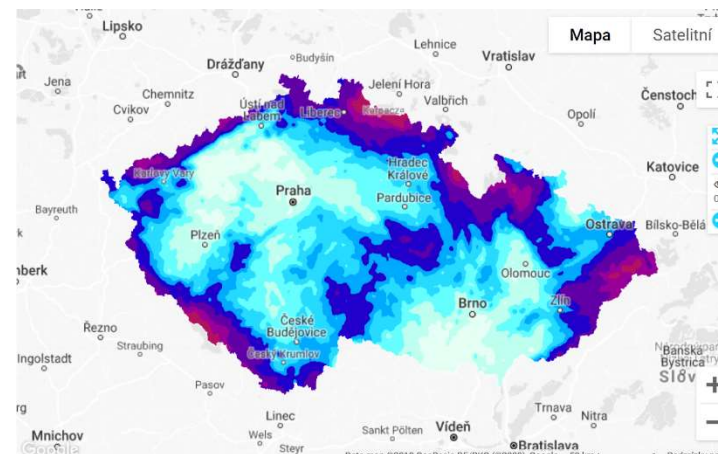 Lipsko
Lehnice
Mapa
Satelitní
Budyšín
Vratislav
Drážďany
Jena
Chemnitz
Jelení Hora
Čenstoch
Cvikov
Ústí nad
Labem
Liberec
Valbřich
Opolí
Karlovy Vary
Hradec
Králové
Katovice
Praha
Pardubice
Bayreuth
Plzeň
Ostrava
Bílsko-Bělá
nberk
Olomouc
Brno
Zlín
Řezno
České
Budějovice
Straubing
Český Krumlov
Banská
Bystrica
Ingolstadt
Pasov
Linec
Trnava
Nitra
Mnichov
Wels
Sankt Pölten
Vídeň
Steyr
Bratislava
Google